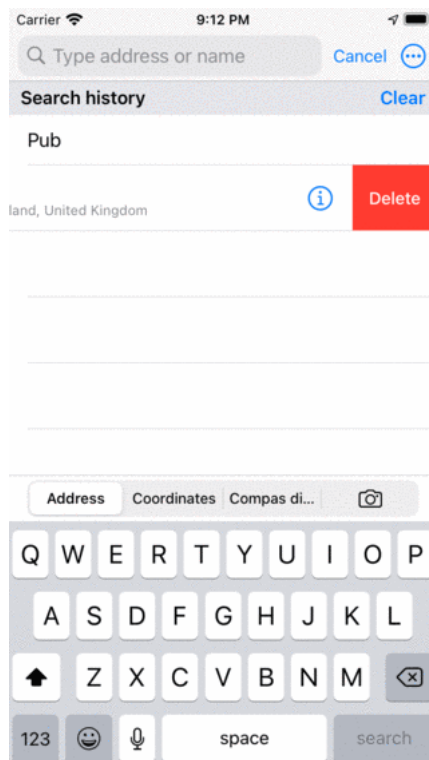 Carrier 9:12 PM
Type address or name Cancel
Search history Clear
Pub
land, United Kingdom Delete
Address Coordinates Compas di...
Q W E R T Y U I O P
A S D F G H J K L
Z X C V B N M
123 space search